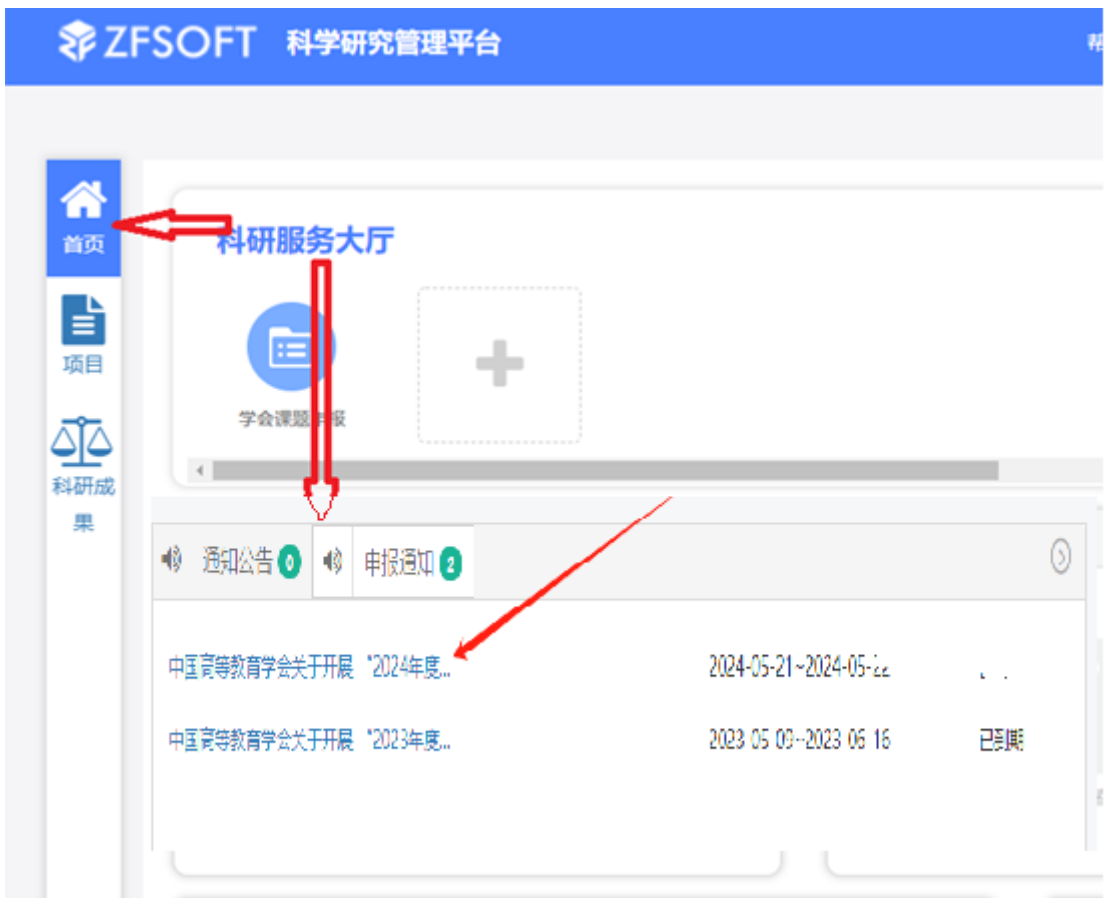 ZFSOFT 科学研究管理平台
首页
科研服务大厅
项目
学会课题申报
科研成
果
通知公告 0 申报通知 2
中国高等教育学会关于开展 "2024年度... 2024-05-21~2024-05-22
中国高等教育学会关于开展 "2023年度... 2023-05-09~2023-06-16 已到期